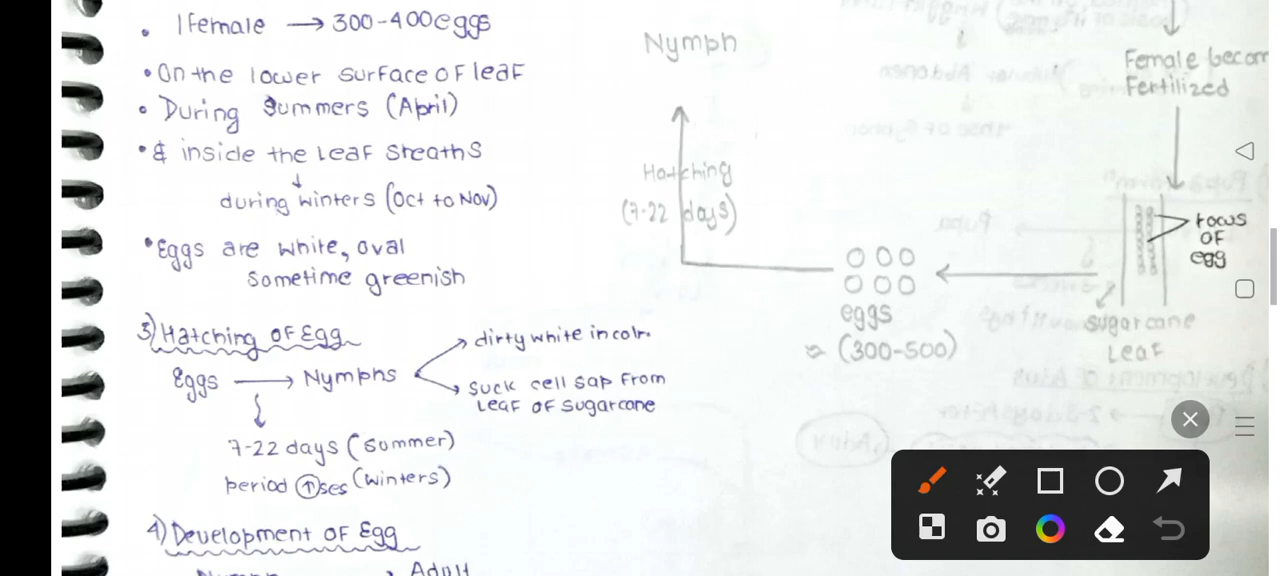 • 1 Female → 300-400 eggs
• On the lower surface of leaf
• During Summers (April)
• & inside the Leaf Sheaths
↓
during winters (Oct to Nov)
• Eggs are white, oval
sometime greenish
3) Hatching of Egg
dirty white in colr.
Eggs → Nymphs
Suck cell sap from
Leaf of sugarcane
7-22 days (Summer)
period ↑ses (winters)
4) Development of Egg
Adult
Nymph
Hatching
(7-22 days)
eggs
≈ (300-500)
Female becom
Fertilized
of
egg
sugarcane
Leaf